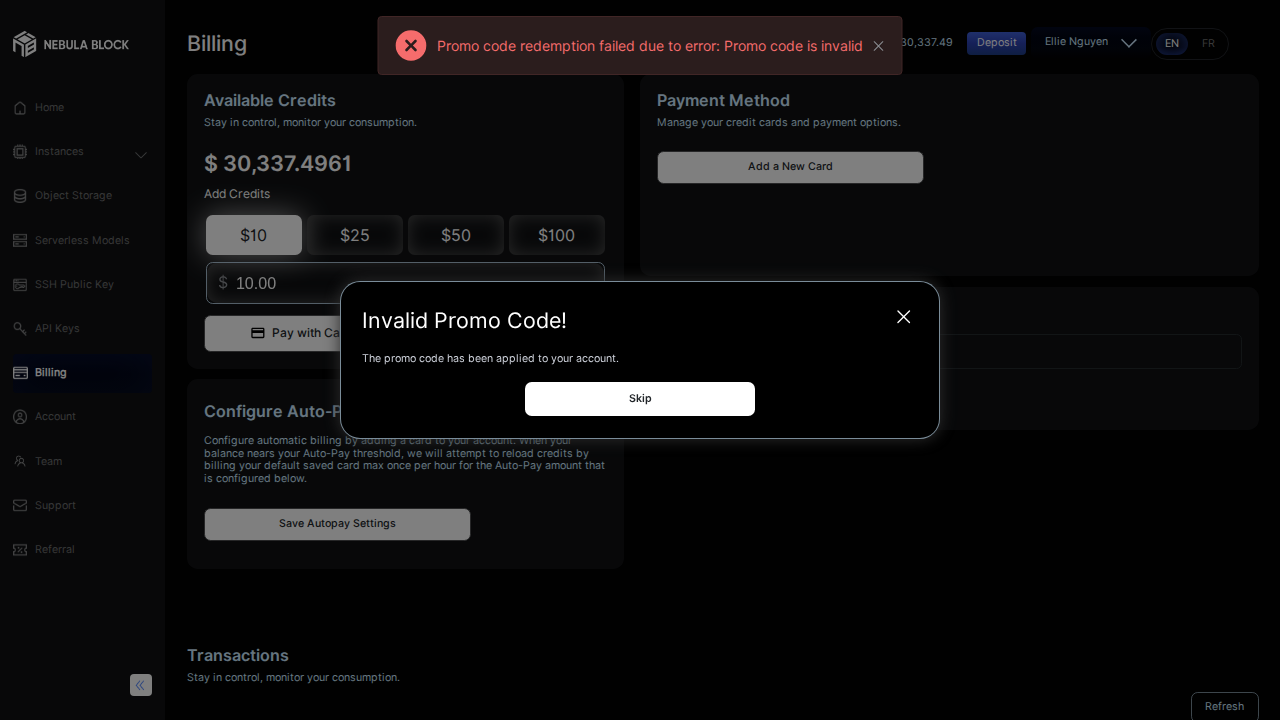 NEBULA BLOCK
Billing
Promo code redemption failed due to error: Promo code is invalid
30,337.49
Deposit
Ellie Nguyen
EN
FR
Home
Instances
Object Storage
Serverless Models
SSH Public Key
API Keys
Billing
Account
Team
Support
Referral
Available Credits
Stay in control, monitor your consumption.
$ 30,337.4961
Add Credits
$10
$25
$50
$100
$ 10.00
Pay with Ca
Payment Method
Manage your credit cards and payment options.
Add a New Card
Invalid Promo Code!
The promo code has been applied to your account.
Skip
Configure Auto-P
Configure automatic billing by adding a card to your account. When your
balance nears your Auto-Pay threshold, we will attempt to reload credits by
billing your default saved card max once per hour for the Auto-Pay amount that
is configured below.
Save Autopay Settings
Transactions
Stay in control, monitor your consumption.
Refresh